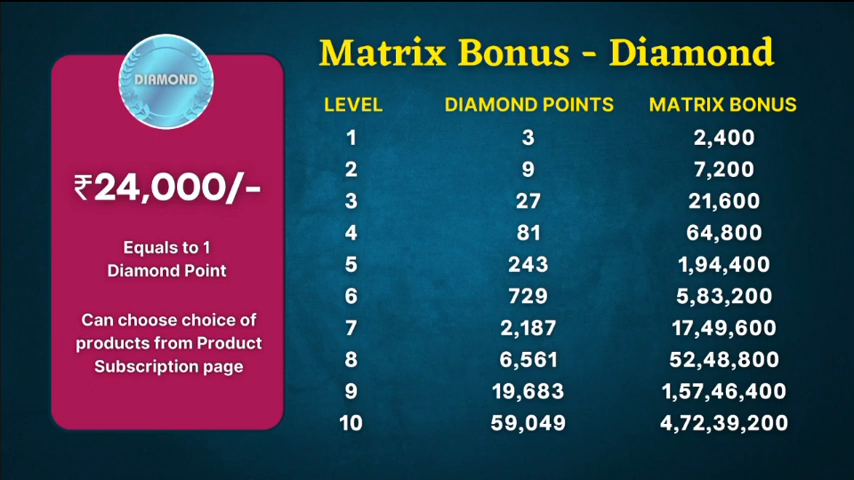 Matrix Bonus - Diamond
DIAMOND
₹24,000/-
Equals to 1
Diamond Point
Can choose choice of
products from Product
Subscription page
LEVEL DIAMOND POINTS MATRIX BONUS
1 3 2,400
2 9 7,200
3 27 21,600
4 81 64,800
5 243 1,94,400
6 729 5,83,200
7 2,187 17,49,600
8 6,561 52,48,800
9 19,683 1,57,46,400
10 59,049 4,72,39,200